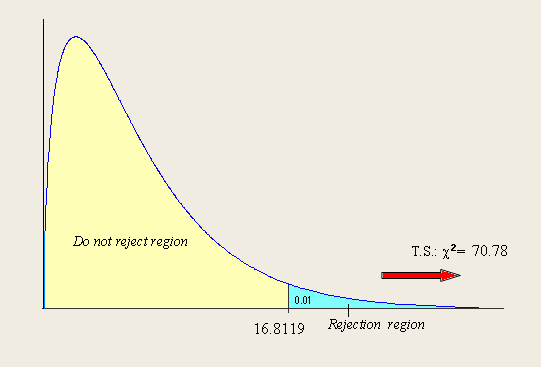 Do not reject region
T.S.: χ²= 70.78
0.01
16.8119
Rejection region